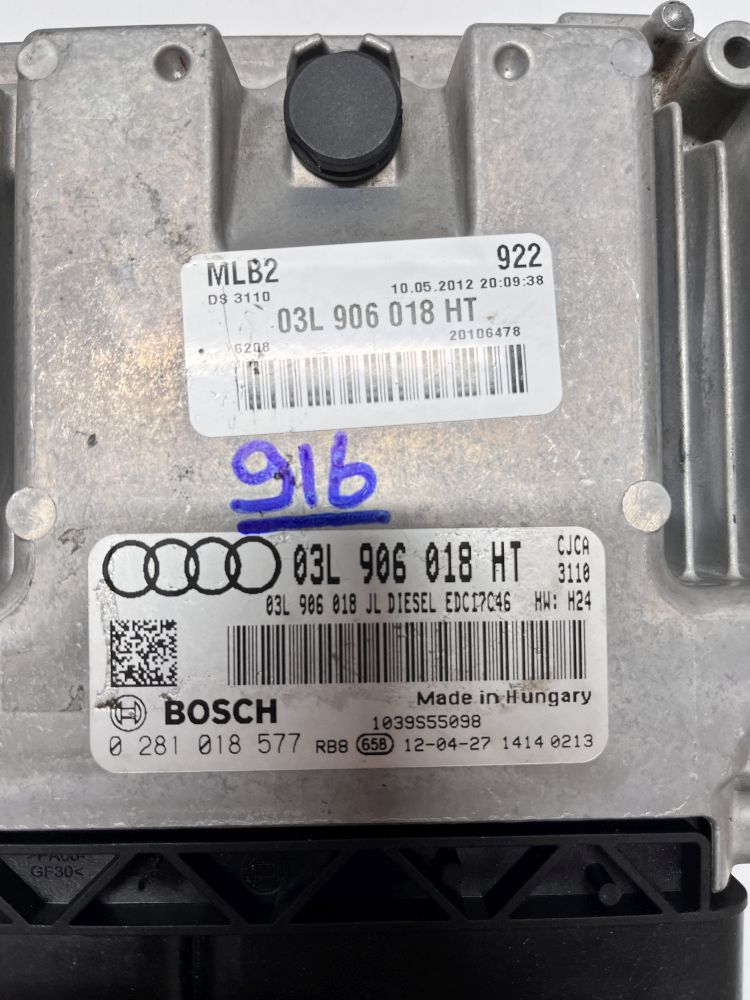 MLB2 922
DS 3110 10.05.2012 20:09:38
03L 906 018 HT
6208 20106478
916
03L 906 018 HT CJCA
3110
03L 906 018 JL DIESEL EDC17C46 HW: H24
Made in Hungary
BOSCH 1039S55098
0 281 018 577 RB8 658 12-04-27 1414 0213
>PA66-
GF30<